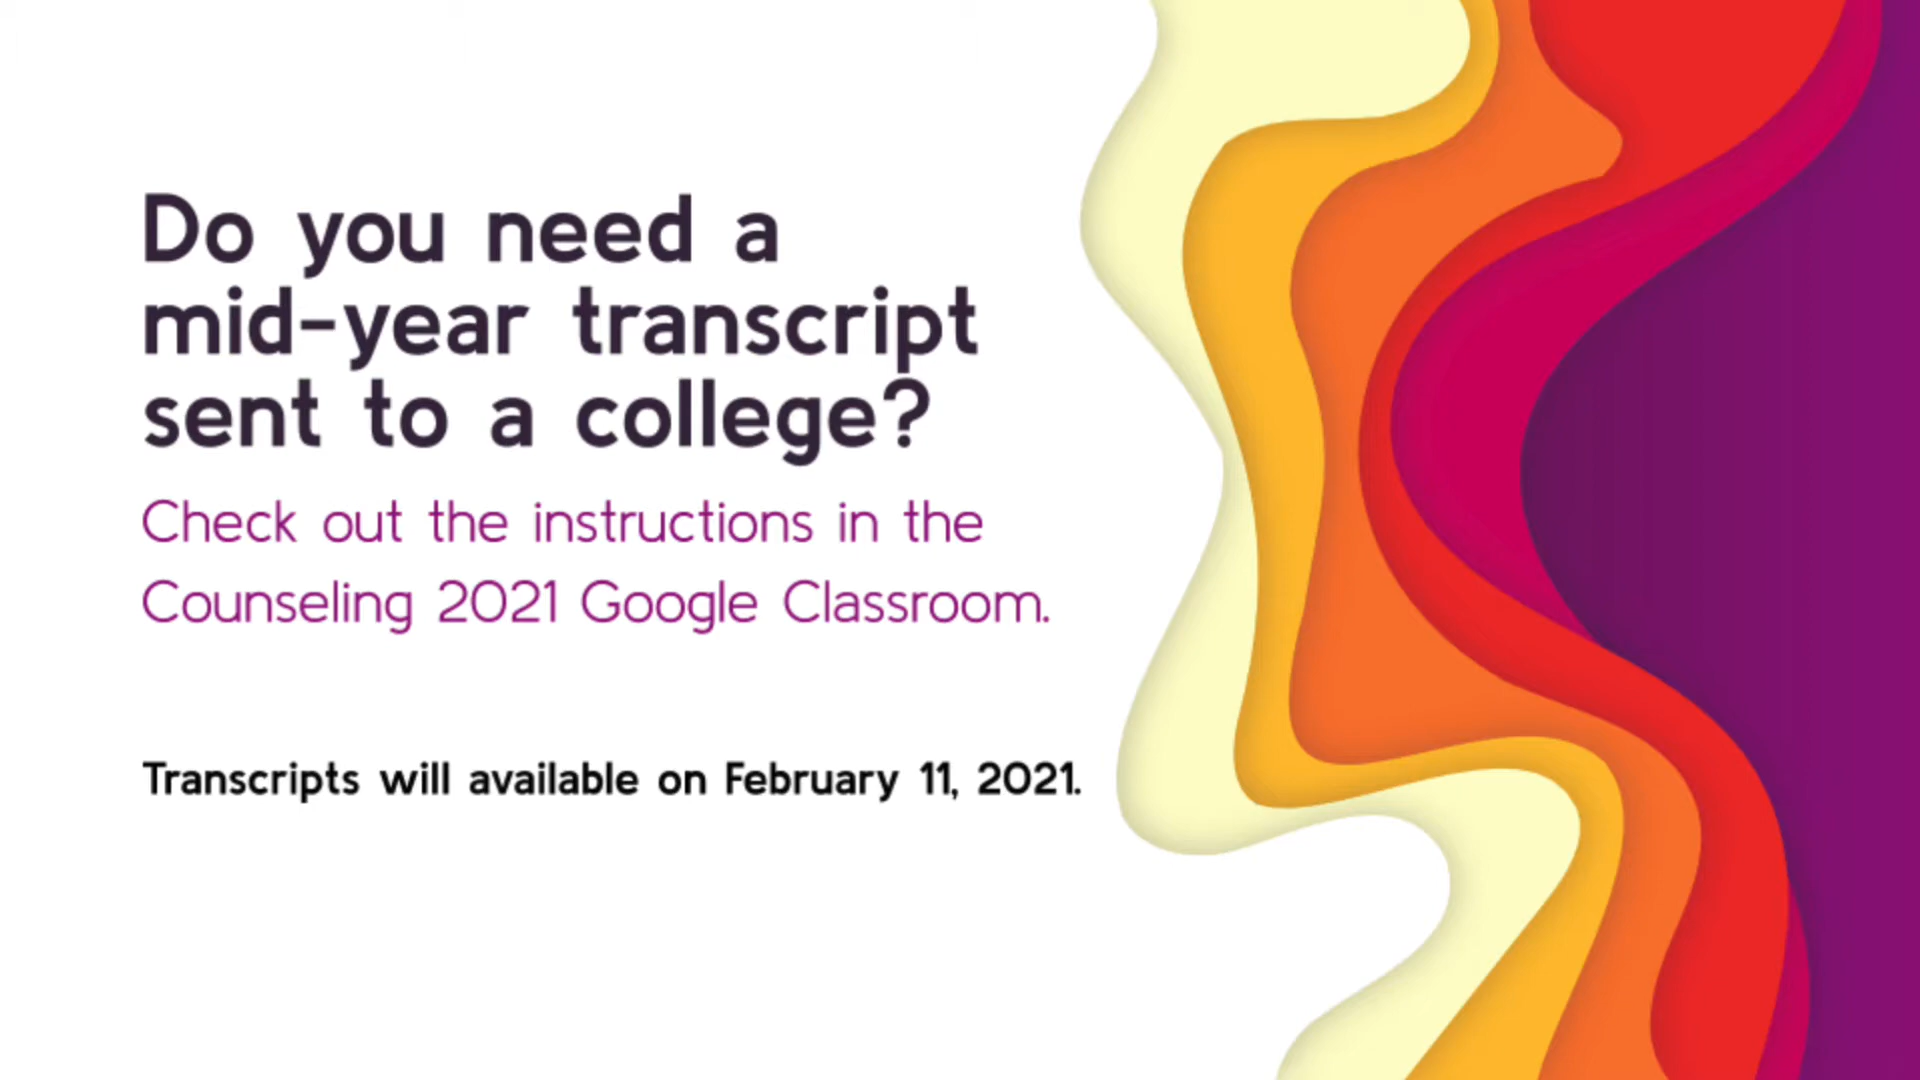 Do you need a
mid-year transcript
sent to a college?
Check out the instructions in the
Counseling 2021 Google Classroom.
Transcripts will available on February 11, 2021.